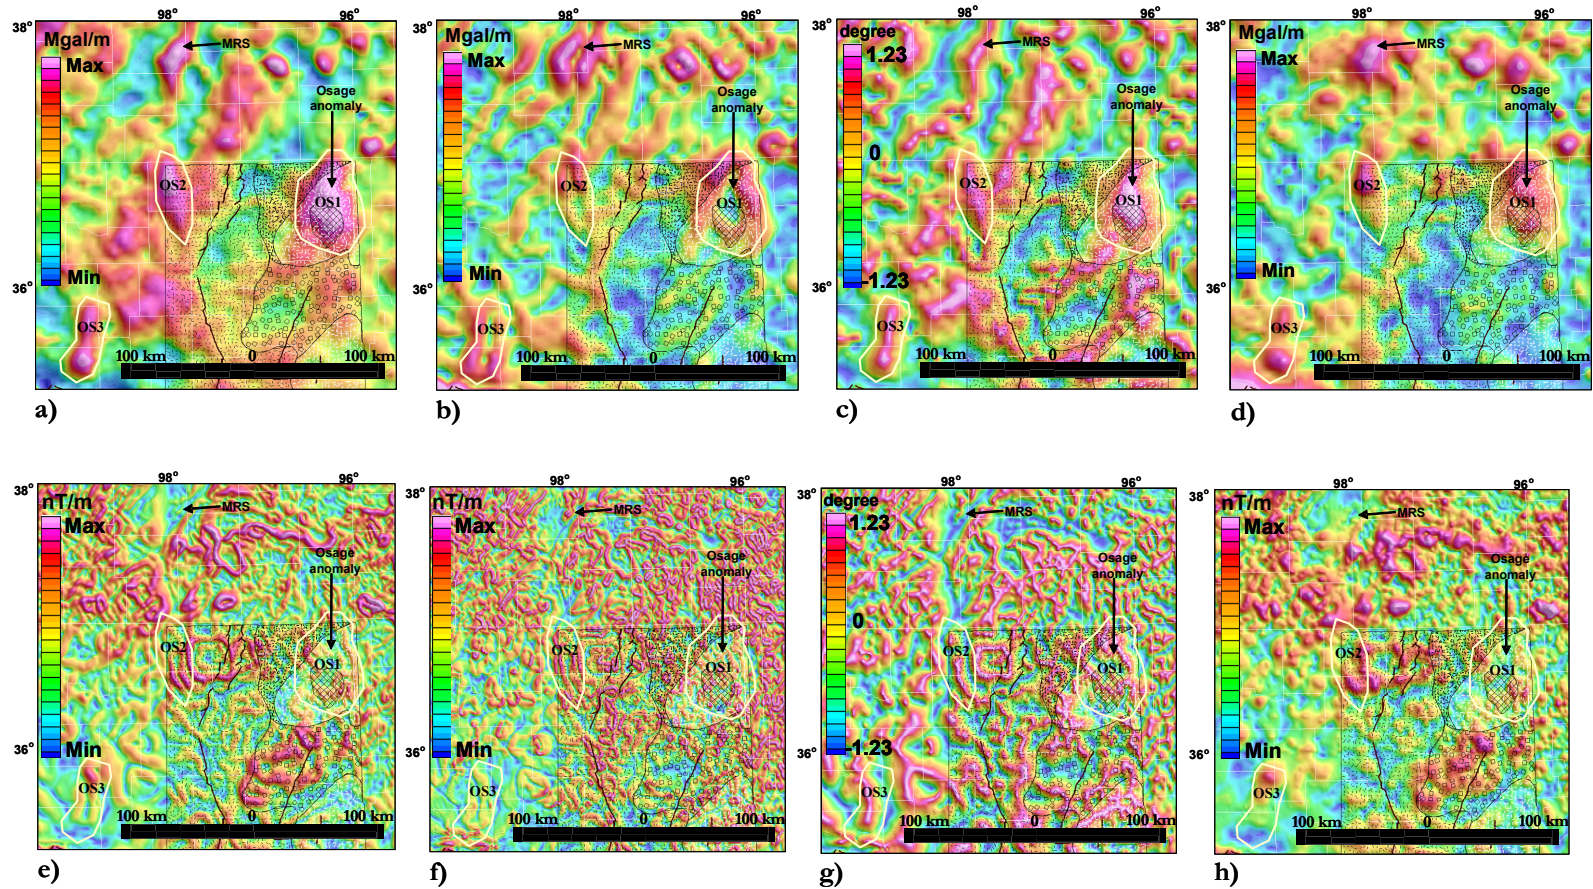 98° 96°
38°
Mgal/m
Max
MRS
Osage
anomaly
OS2
OS1
36°
Min
OS3
100 km 0 100 km
a)
98° 96°
38°
Mgal/m
Max
MRS
Osage
anomaly
OS2
OS1
36°
Min
OS3
100 km 0 100 km
b)
98° 96°
38°
degree
1.23
MRS
Osage
anomaly
0
OS2
OS1
-1.23
36°
OS3
100 km 0 100 km
c)
98° 96°
38°
Mgal/m
Max
MRS
Osage
anomaly
OS2
OS1
Min
36°
OS3
100 km 0 100 km
d)
98° 96°
38°
nT/m
Max
MRS
Osage
anomaly
OS2
OS1
36°
Min
OS3
100 km 0 100 km
e)
98° 96°
38°
nT/m
Max
MRS
Osage
anomaly
OS2
OS1
36°
Min
OS3
100 km 0 100 km
f)
98° 96°
38°
degree
1.23
MRS
Osage
anomaly
0
OS2
OS1
36°
-1.23
OS3
100 km 0 100 km
g)
98° 96°
38°
nT/m
Max
MRS
Osage
anomaly
OS2
OS1
36°
Min
OS3
100 km 0 100 km
h)